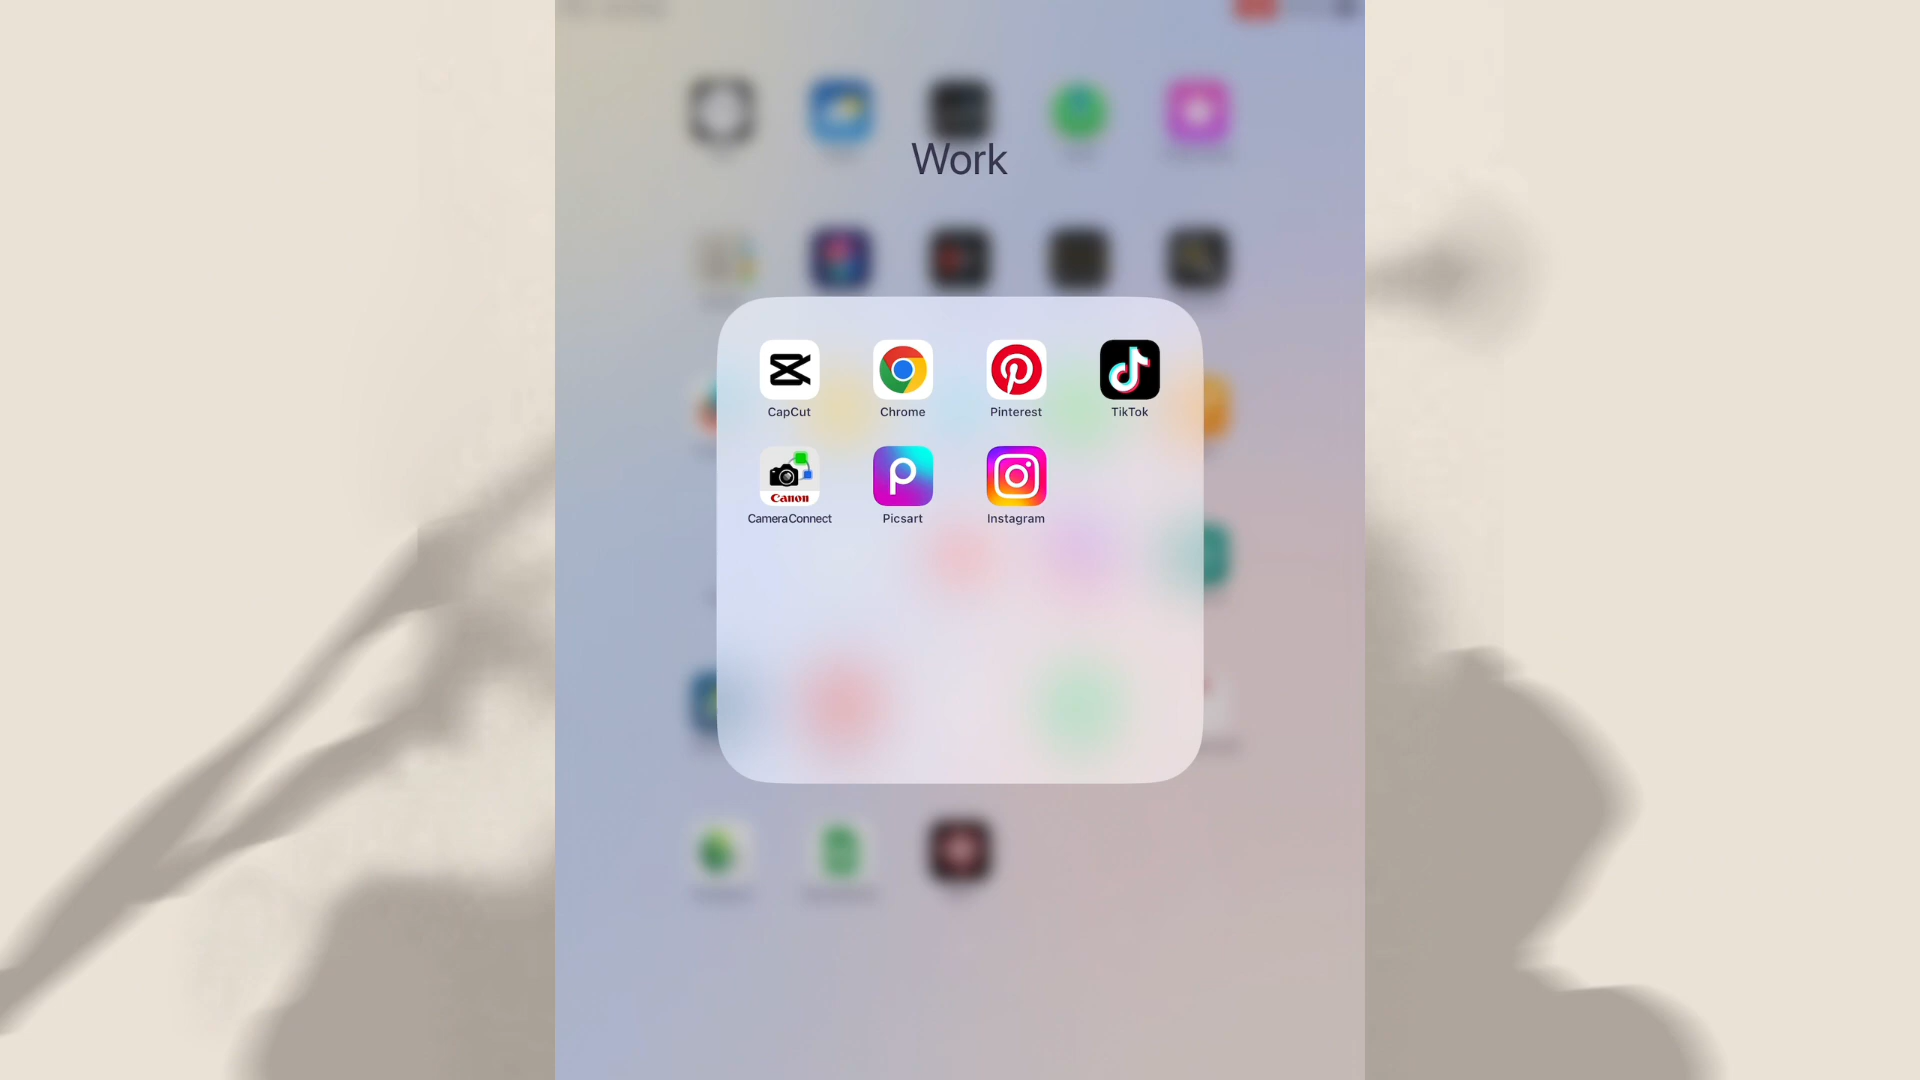 Work
CapCut
Chrome
Pinterest
TikTok
Canon
CameraConnect
Picsart
Instagram